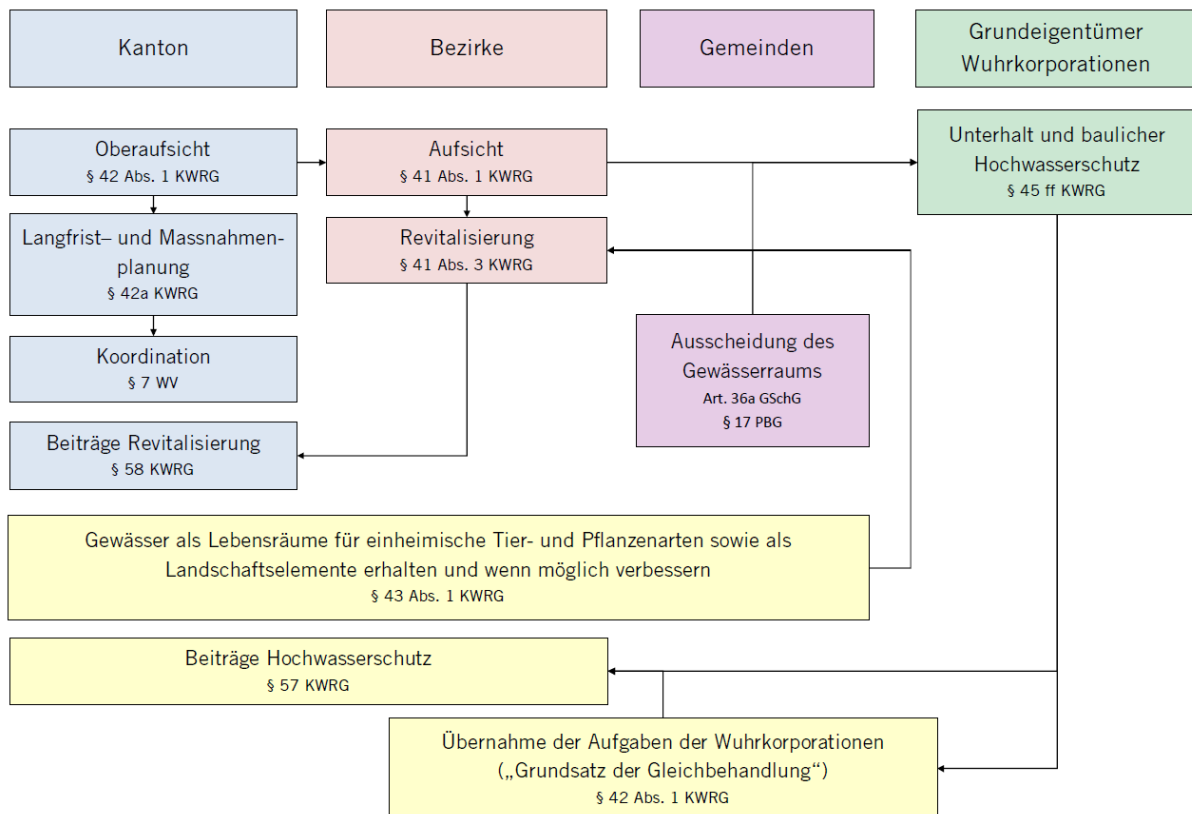 Kanton
Bezirke
Gemeinden
Grundeigentümer
Wuhrkorporationen
Oberaufsicht
§ 42 Abs. 1 KWRG
Aufsicht
§ 41 Abs. 1 KWRG
Unterhalt und baulicher
Hochwasserschutz
§ 45 ff KWRG
Langfrist– und Massnahmen-
planung
§ 42a KWRG
Revitalisierung
§ 41 Abs. 3 KWRG
Koordination
§ 7 WV
Ausscheidung des
Gewässerraums
Art. 36a GSchG
§ 17 PBG
Beiträge Revitalisierung
§ 58 KWRG
Gewässer als Lebensräume für einheimische Tier- und Pflanzenarten sowie als
Landschaftselemente erhalten und wenn möglich verbessern
§ 43 Abs. 1 KWRG
Beiträge Hochwasserschutz
§ 57 KWRG
Übernahme der Aufgaben der Wuhrkorporationen
(„Grundsatz der Gleichbehandlung“)
§ 42 Abs. 1 KWRG